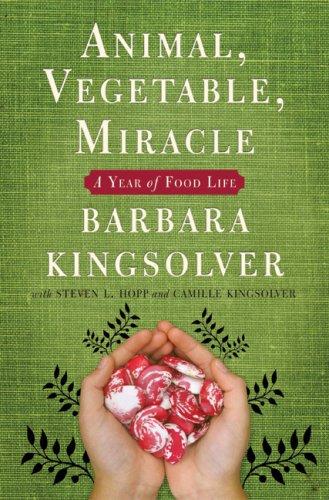 ANIMAL,
VEGETABLE,
MIRACLE
A YEAR of FOOD LIFE
BARBARA
KINGSOLVER
with STEVEN L. HOPP and CAMILLE KINGSOLVER